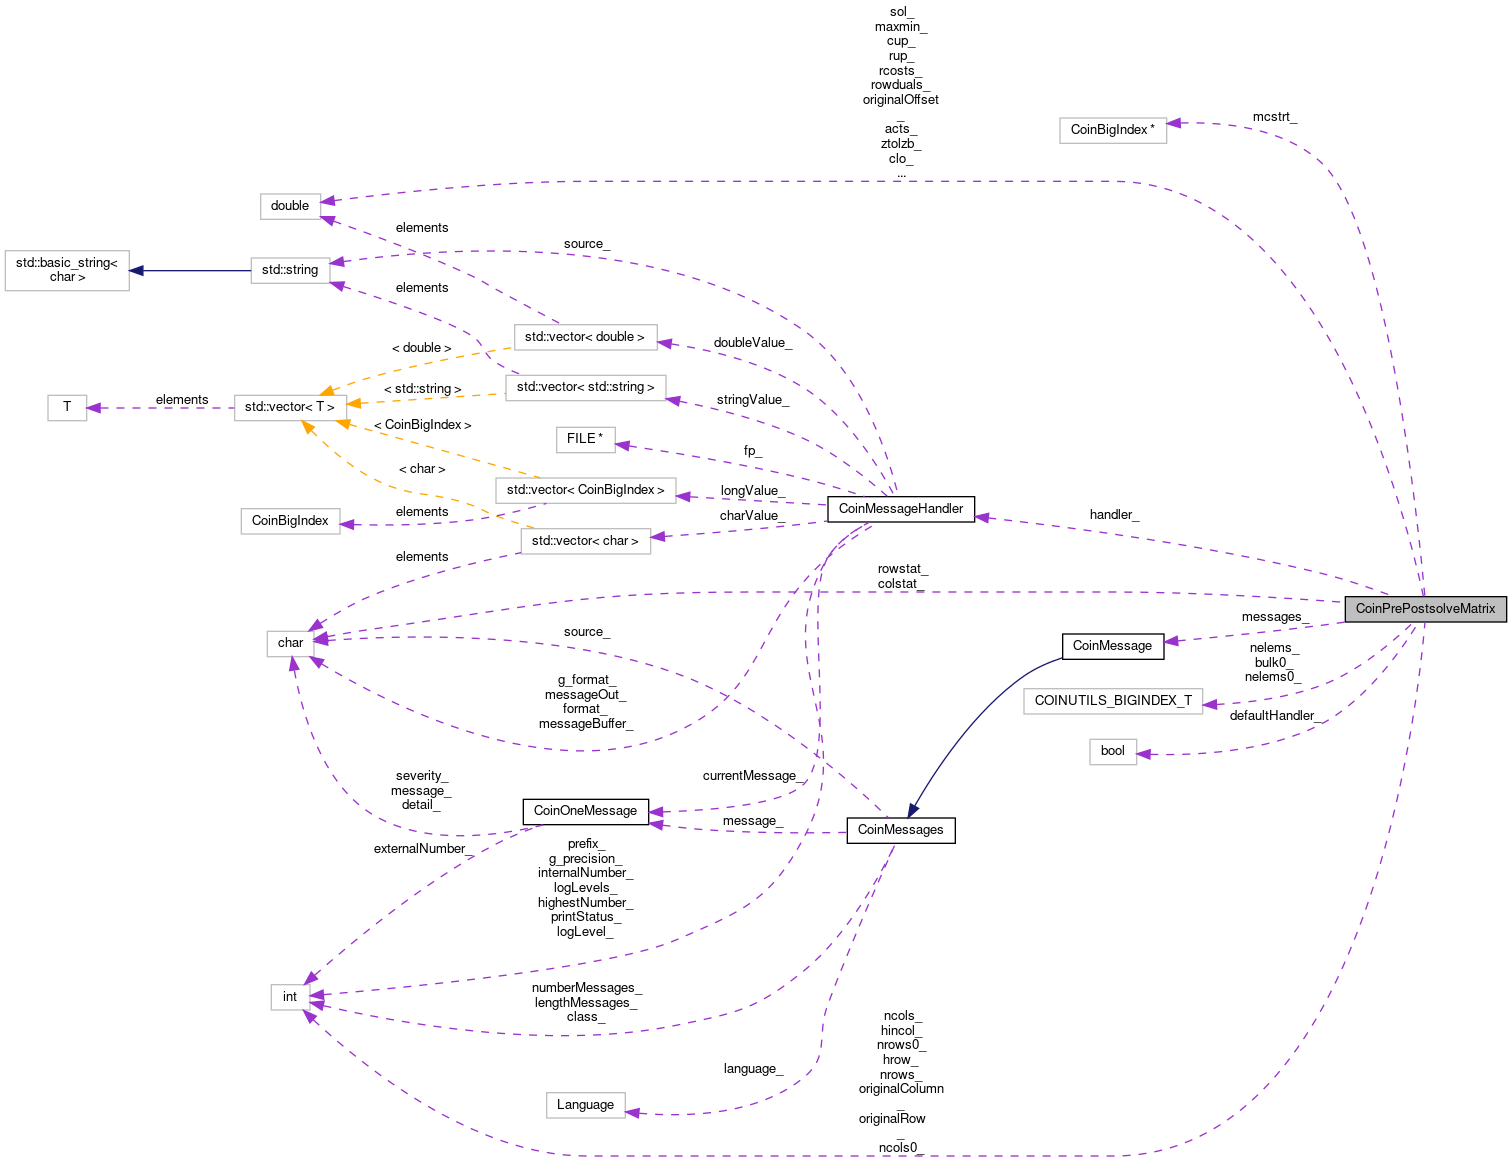 sol_
maxmin_
cup_
rup_
rcosts_
rowduals_
originalOffset
_
acts_
ztolzb_
clo_
...
CoinBigIndex *
mcstrt_
double
elements
source_
std::basic_string<
char >
std::string
elements
std::vector< double >
doubleValue_
< double >
std::vector< std::string >
< std::string >
stringValue_
T
elements
std::vector< T >
< CoinBigIndex >
FILE *
fp_
< char >
std::vector< CoinBigIndex >
longValue_
CoinMessageHandler
handler_
CoinBigIndex
elements
charValue_
std::vector< char >
elements
rowstat_
colstat_
CoinPrePostsolveMatrix
messages_
char
source_
CoinMessage
nelems_
bulk0_
nelems0_
g_format_
messageOut_
format_
messageBuffer_
COINUTILS_BIGINDEX_T
defaultHandler_
bool
severity_
message_
detail_
currentMessage_
CoinOneMessage
message_
CoinMessages
externalNumber_
prefix_
g_precision_
internalNumber_
logLevels_
highestNumber_
printStatus_
logLevel_
int
numberMessages_
lengthMessages_
class_
ncols_
hincol_
nrows0_
hrow_
nrows_
originalColumn
_
originalRow
_
ncols0_
language_
Language